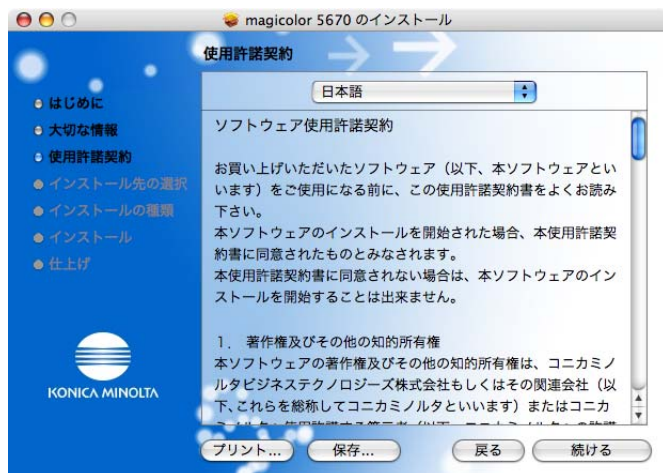 magicolor 5670 のインストール
使用許諾契約
はじめに
大切な情報
使用許諾契約
インストール先の選択
インストールの種類
インストール
仕上げ
KONICA MINOLTA
日本語
ソフトウェア使用許諾契約
お買い上げいただいたソフトウェア（以下、本ソフトウェアとい
います）をご使用になる前に、この使用許諾契約書をよくお読み
下さい。
本ソフトウェアのインストールを開始された場合、本使用許諾契
約書に同意されたものとみなされます。
本使用許諾契約書に同意されない場合は、本ソフトウェアのイン
ストールを開始することは出来ません。
1． 著作権及びその他の知的所有権
本ソフトウェアの著作権及びその他の知的所有権は、コニカミノ
ルタビジネステクノロジーズ株式会社もしくはその関連会社（以
下、これらを総称してコニカミノルタといいます）またはコニカ
プリント...
保存...
戻る
続ける